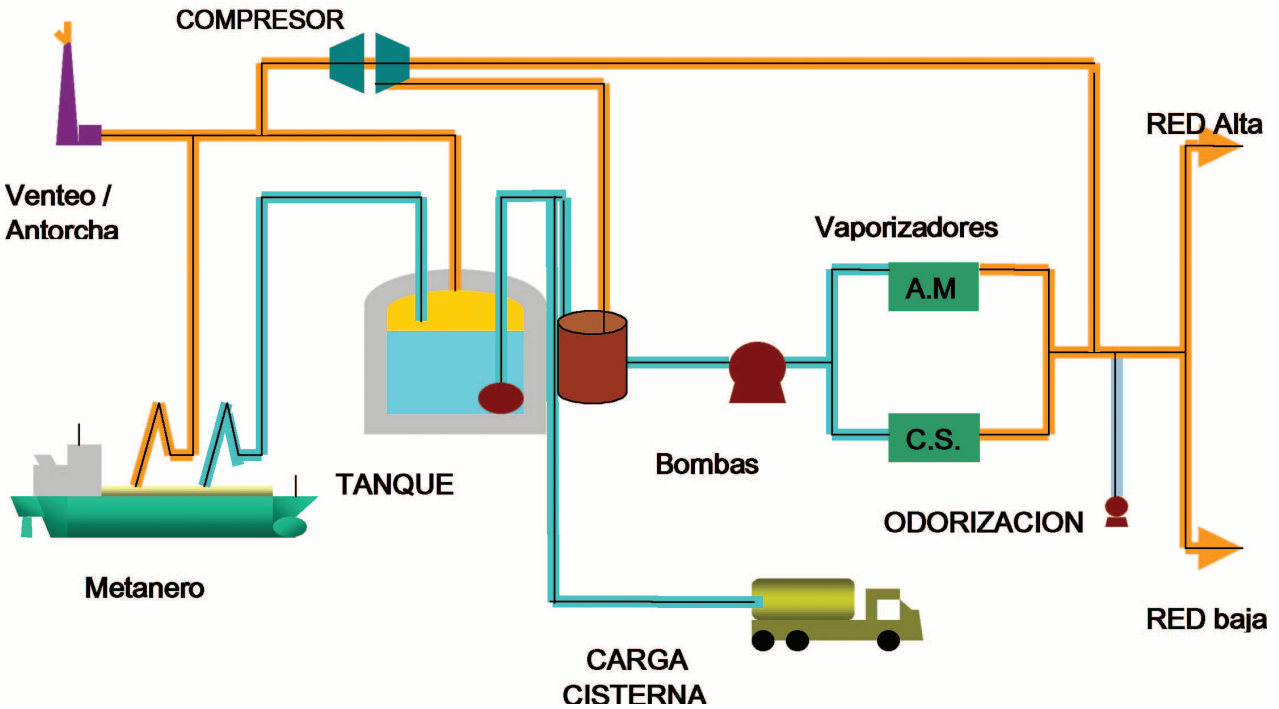 COMPRESOR
RED Alta
Venteo /
Antorcha
Vaporizadores
A.M
C.S.
Bombas
TANQUE
ODORIZACION
Metanero
RED baja
CARGA
CISTERNA